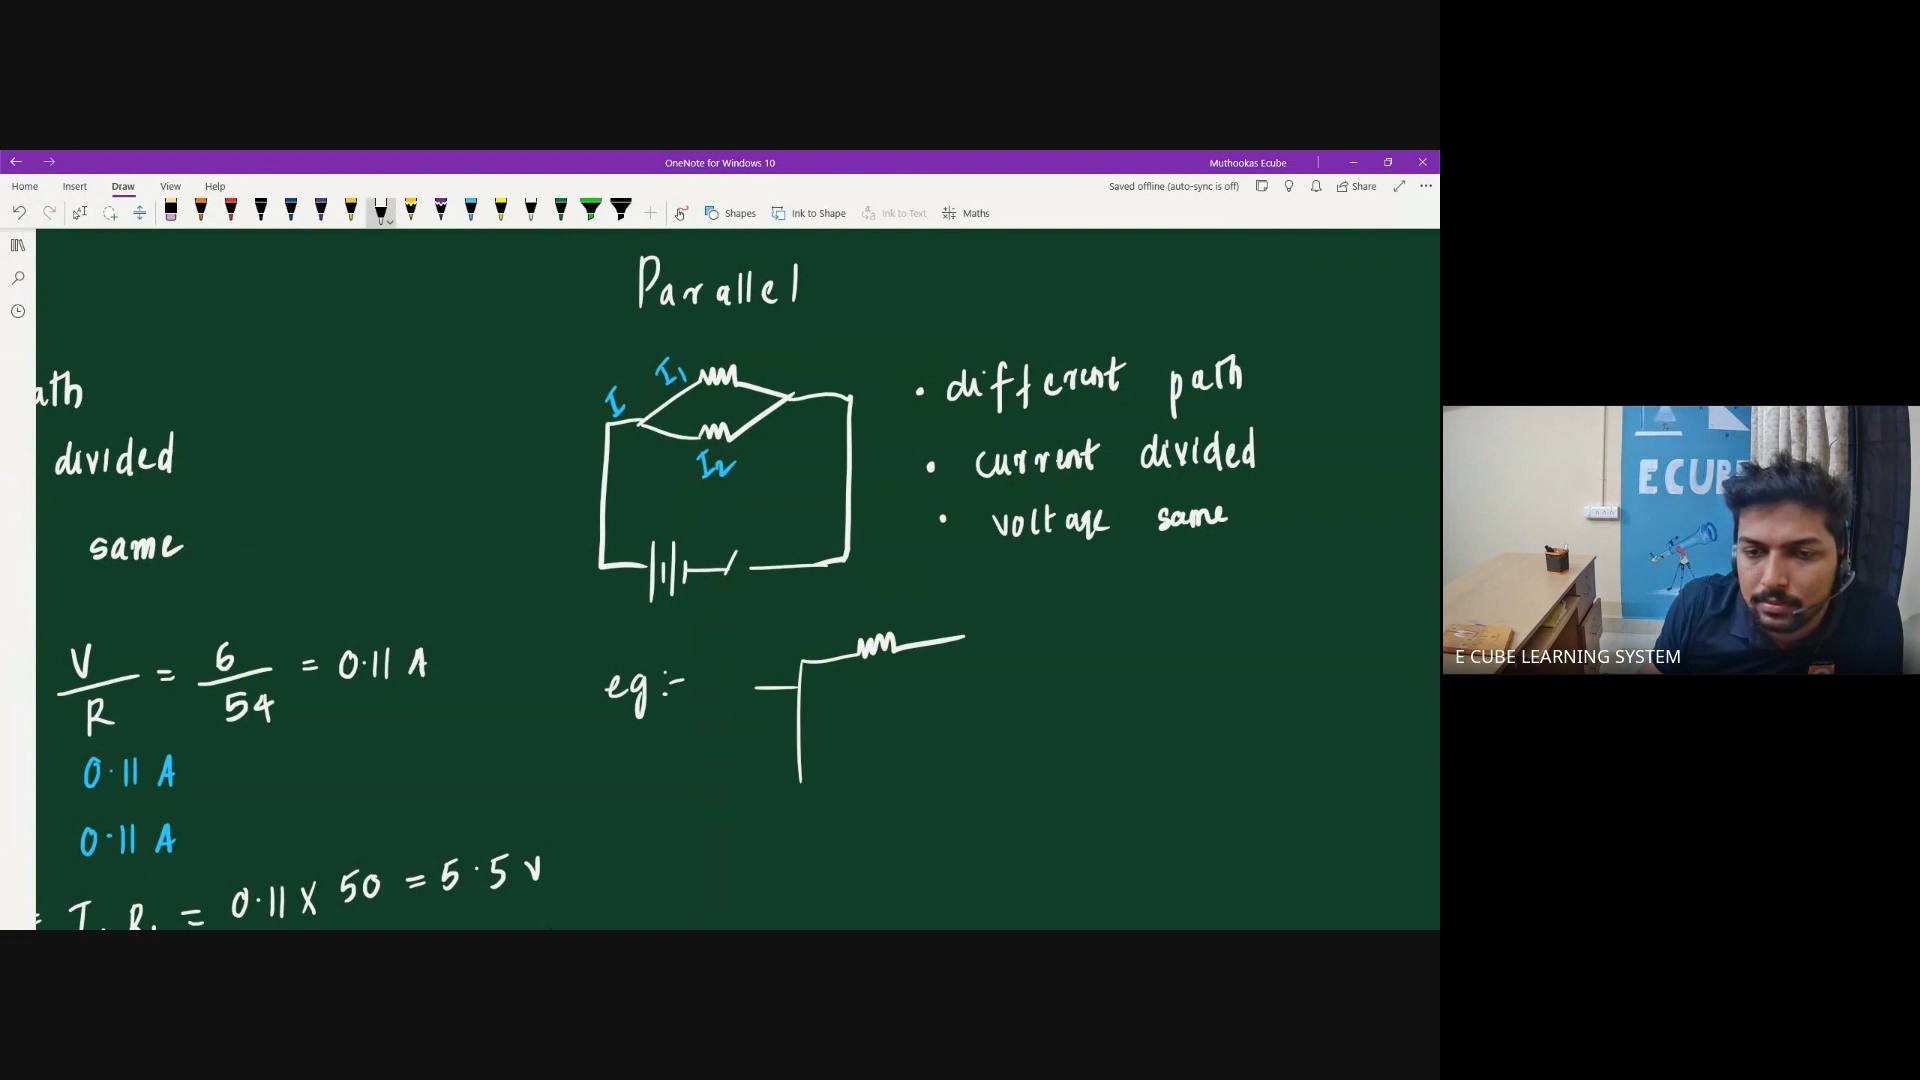 OneNote for Windows 10
Muthookas Ecube
Home Insert Draw View Help
Saved offline (auto-sync is off) Share
Shapes Ink to Shape Ink to Text Maths
Parallel
ath
divided
same
I I1
I2
• different path
• current divided
• voltage same
V/R = 6/54 = 0.11 A
0.11 A
0.11 A
= I R = 0.11 X 50 = 5.5 v
eg :-
ECUB
E CUBE LEARNING SYSTEM